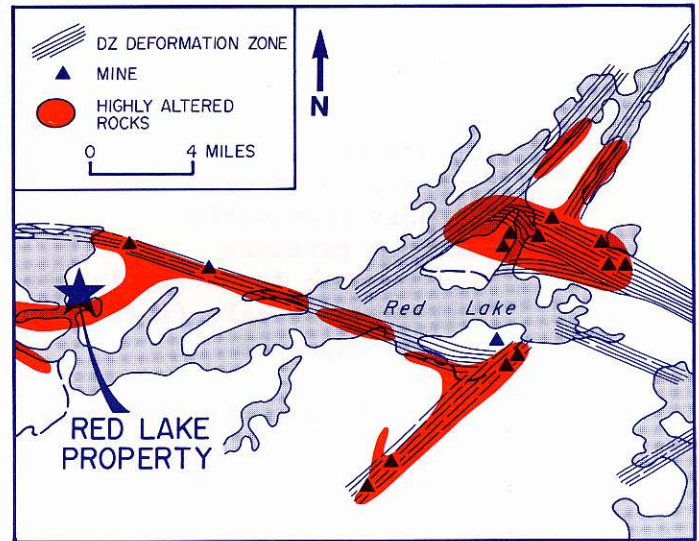 DZ DEFORMATION ZONE
MINE
HIGHLY ALTERED
ROCKS
0 4 MILES
N
Red Lake
RED LAKE
PROPERTY